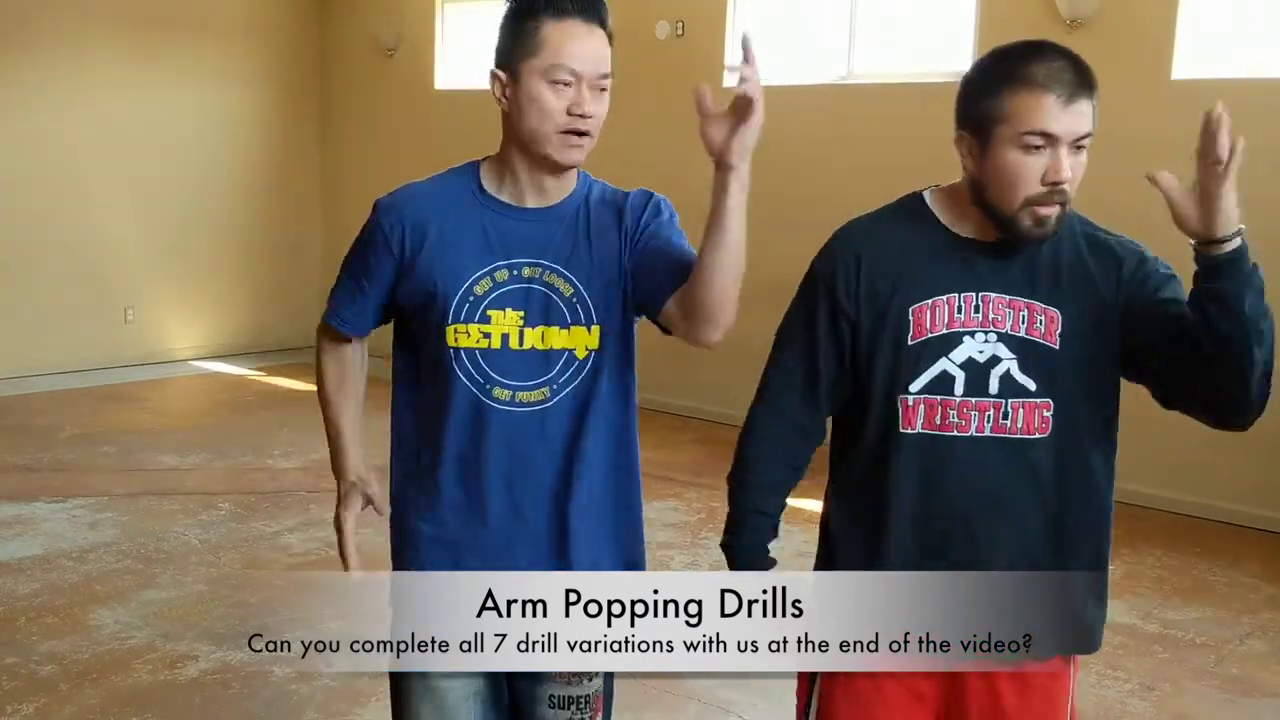 GET UP • GET LOOSE
THE
GETDOWN
GET FUNKY
HOLLISTER
WRESTLING
Arm Popping Drills
Can you complete all 7 drill variations with us at the end of the video?
SUPER